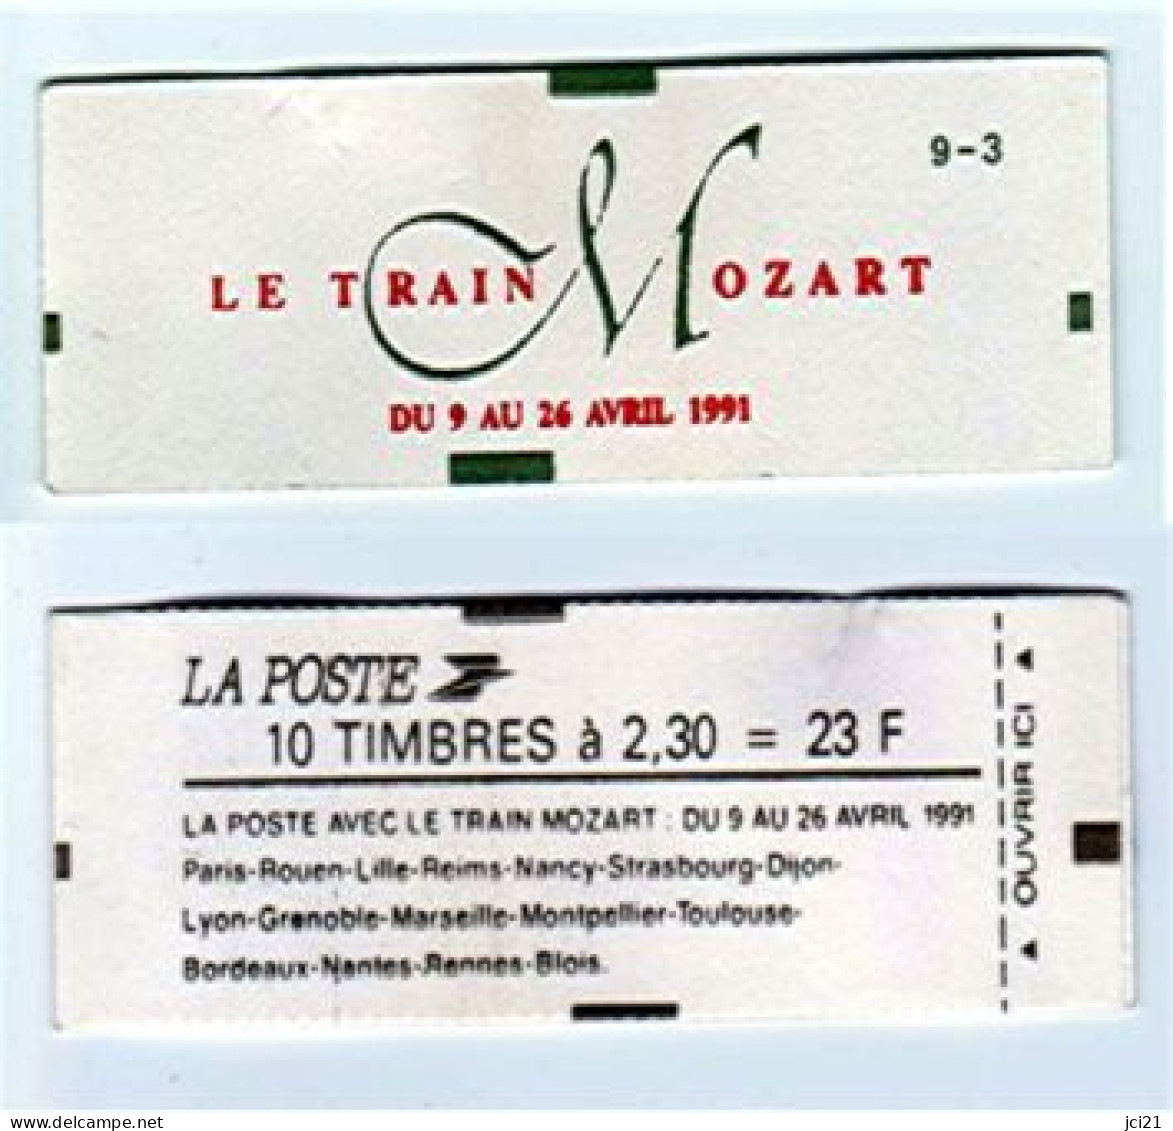 9-3
LE TRAIN MOZART
DU 9 AU 26 AVRIL 1991
LA POSTE
10 TIMBRES à 2,30 = 23 F
LA POSTE AVEC LE TRAIN MOZART : DU 9 AU 26 AVRIL 1991
Paris-Rouen-Lille-Reims-Nancy-Strasbourg-Dijon-
Lyon-Grenoble-Marseille-Montpellier-Toulouse-
Bordeaux-Nantes-Rennes-Blois.
▲ OUVRIR ICI ▲
delcampe.net
jci21